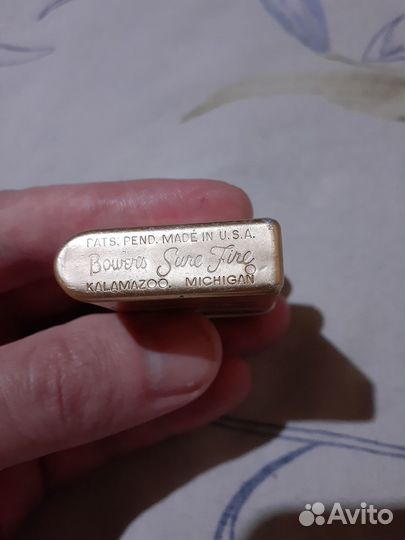 PATS. PEND. MADE IN U.S.A.
Bowers Sure Fire
KALAMAZOO, MICHIGAN
Avito